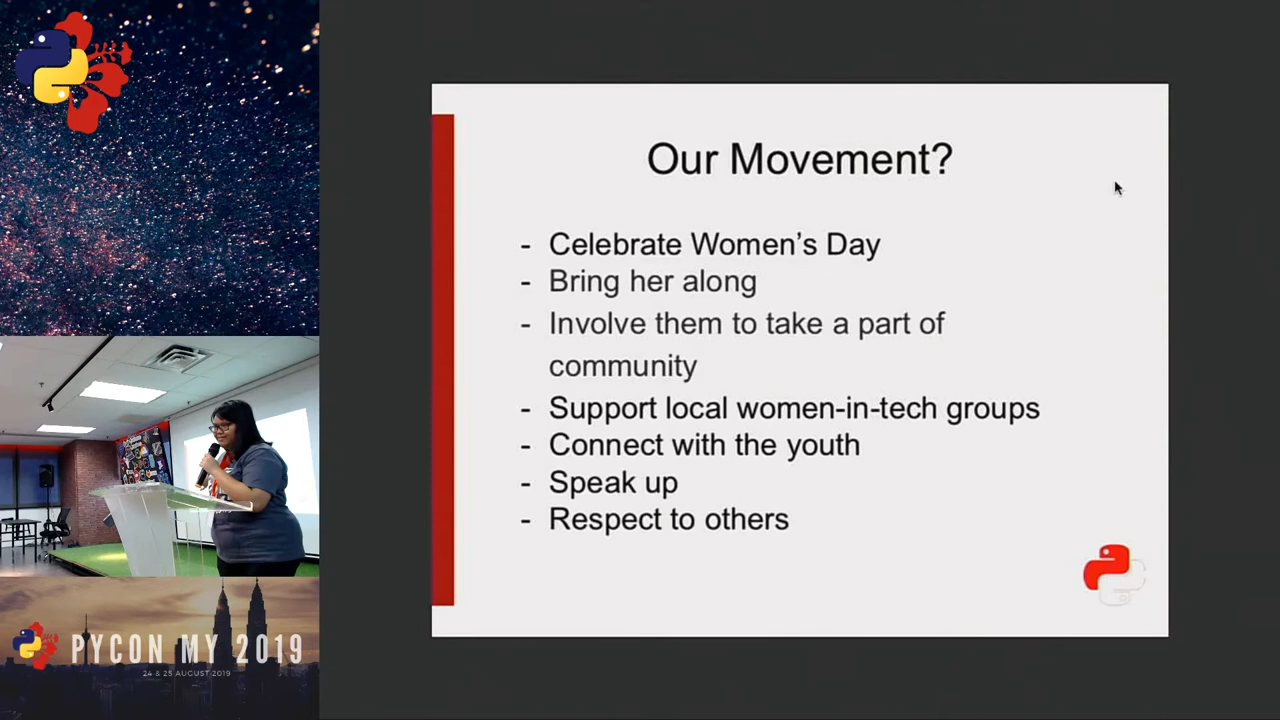 Our Movement?
- Celebrate Women's Day
- Bring her along
- Involve them to take a part of
community
- Support local women-in-tech groups
- Connect with the youth
- Speak up
- Respect to others
PYCON MY 2019
24 & 25 AUGUST 2019